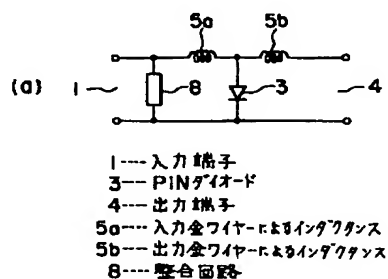 5a 5b
(a) 1 8 3 4
1---- 入力端子
3--- PINダイオード
4--- 出力端子
5a---- 入力金ワイヤーによるインダクタンス
5b---- 出力金ワイヤーによるインダクタンス
8---- 整合回路